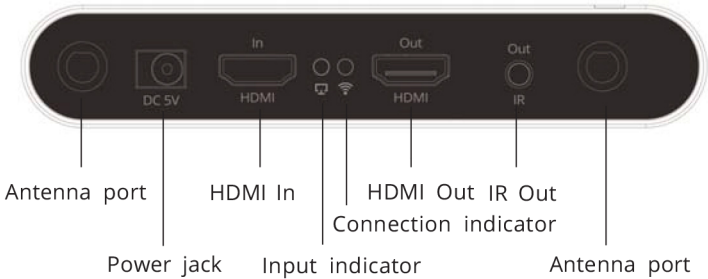 In Out Out
DC 5V HDMI HDMI IR
Antenna port HDMI In HDMI Out IR Out
Connection indicator
Power jack Input indicator Antenna port